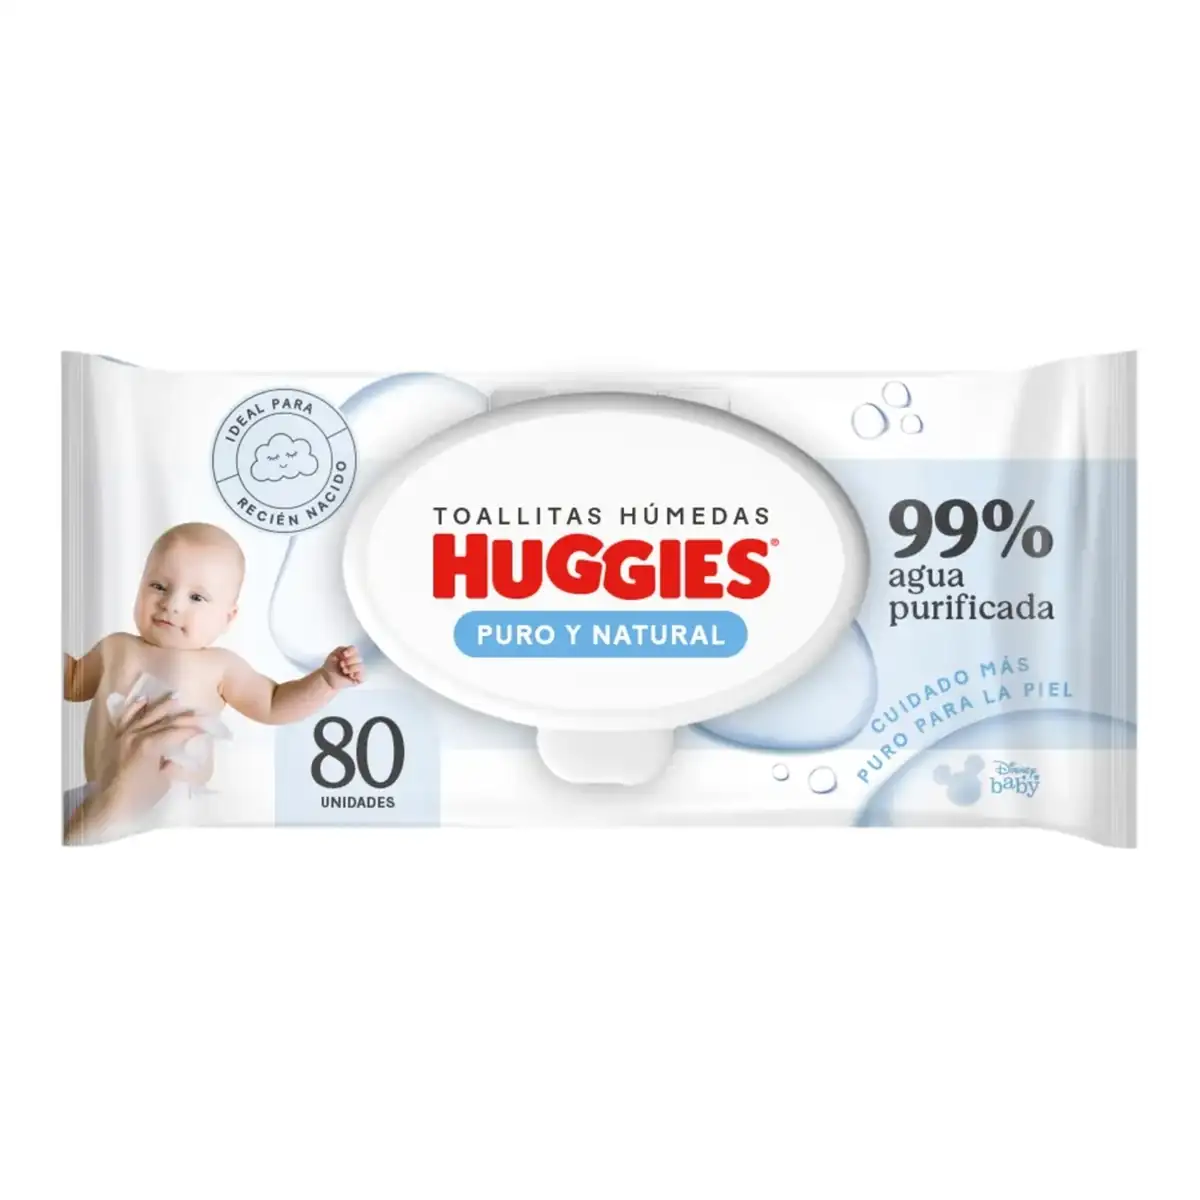 IDEAL PARA
RECIÉN NACIDO
TOALLITAS HÚMEDAS
HUGGIES®
PURO Y NATURAL
99%
agua
purificada
CUIDADO MÁS
PURO PARA LA PIEL
80
UNIDADES
Disney
baby